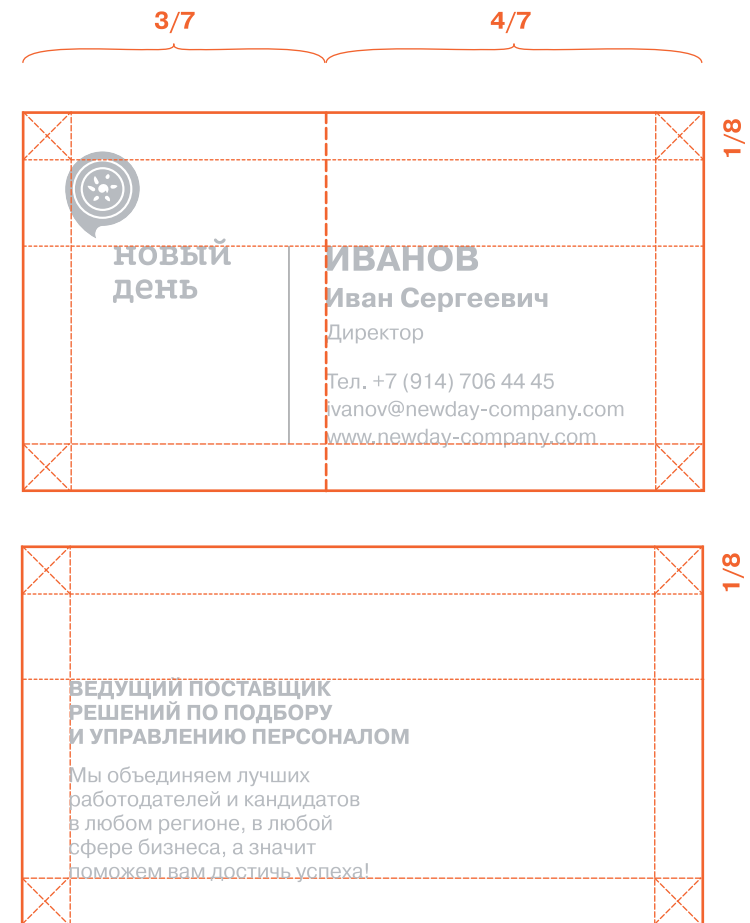 3/7
4/7
1/8
новый
день
ИВАНОВ
Иван Сергеевич
Директор
Тел. +7 (914) 706 44 45
ivanov@newday-company.com
www.newday-company.com
1/8
ВЕДУЩИЙ ПОСТАВЩИК
РЕШЕНИЙ ПО ПОДБОРУ
И УПРАВЛЕНИЮ ПЕРСОНАЛОМ
Мы объединяем лучших
работодателей и кандидатов
в любом регионе, в любой
сфере бизнеса, а значит
поможем вам достичь успеха!